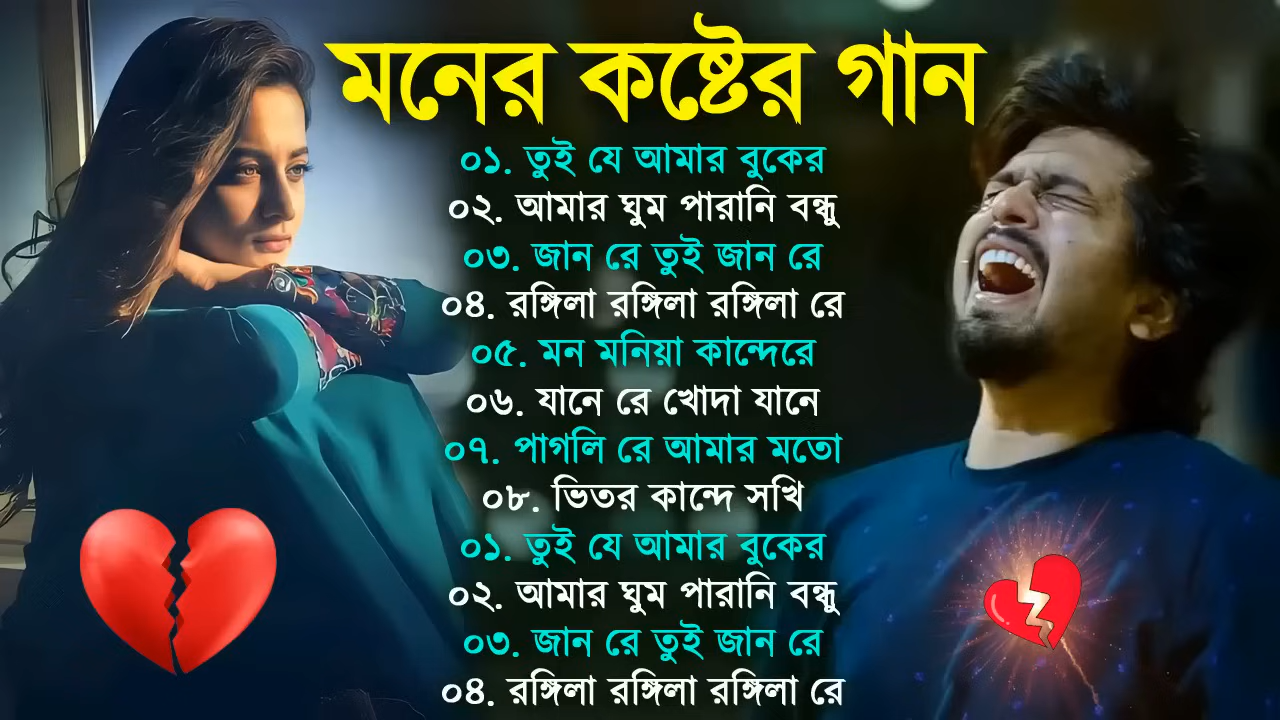 মনের কষ্টের গান
০১. তুই যে আমার বুকের
০২. আমার ঘুম পারানি বন্ধু
০৩. জান রে তুই জান রে
০৪. রঙ্গিলা রঙ্গিলা রঙ্গিলা রে
০৫. মন মনিয়া কান্দেরে
০৬. যানে রে খোদা যানে
০৭. পাগলি রে আমার মতো
০৮. ভিতর কান্দে সখি
০১. তুই যে আমার বুকের
০২. আমার ঘুম পারানি বন্ধু
০৩. জান রে তুই জান রে
০৪. রঙ্গিলা রঙ্গিলা রঙ্গিলা রে